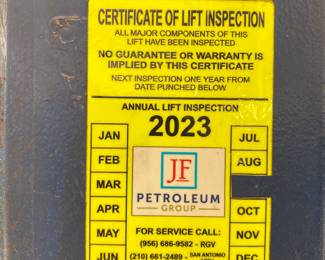 CERTIFICATE OF LIFT INSPECTION
ALL MAJOR COMPONENTS OF THIS
LIFT HAVE BEEN INSPECTED
NO GUARANTEE OR WARRANTY IS
IMPLIED BY THIS CERTIFICATE
NEXT INSPECTION ONE YEAR FROM
DATE PUNCHED BELOW
ANNUAL LIFT INSPECTION
2023
JAN
FEB
MAR
APR
MAY
JUN
JF
PETROLEUM
GROUP
FOR SERVICE CALL:
(956) 686-9582 - RGV
(210) 661-2489 - SAN ANTONIO
JUL
AUG
OCT
NOV
DEC